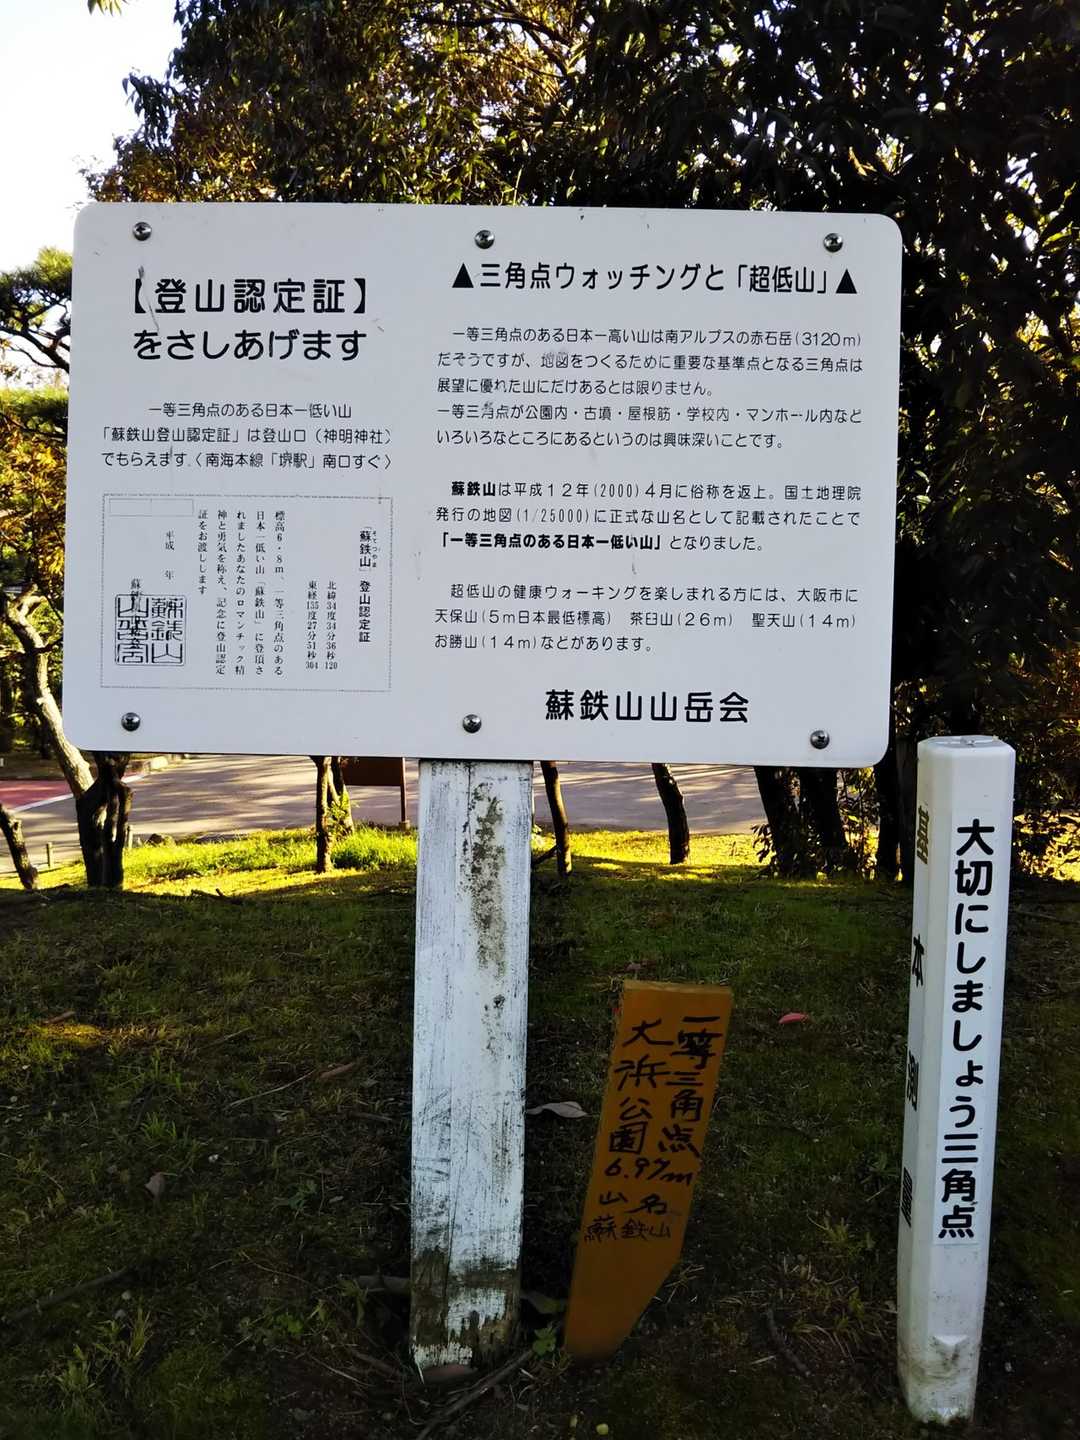 【登山認定証】
をさしあげます
一等三角点のある日本一低い山
「蘇鉄山登山認定証」は登山口（神明神社）
でもらえます。〈南海本線「堺駅」南口すぐ〉
「蘇鉄山」登山認定証
そてつやま
北緯34度34分36秒120
東経135度27分51秒304
標高6・8m、一等三角点のある
日本一低い山「蘇鉄山」に登頂さ
れましたあなたのロマンチック精
神と勇気を称え、記念に登山認定
証をお渡しします
平成　年
蘇鉄山
▲三角点ウォッチングと「超低山」▲
一等三角点のある日本一高い山は南アルプスの赤石岳(3120m)
だそうですが、地図をつくるために重要な基準点となる三角点は
展望に優れた山にだけあるとは限りません。
一等三角点が公園内・古墳・屋根筋・学校内・マンホール内など
いろいろなところにあるというのは興味深いことです。
蘇鉄山は平成12年(2000)4月に俗称を返上。国土地理院
発行の地図(1/25000)に正式な山名として記載されたことで
「一等三角点のある日本一低い山」となりました。
超低山の健康ウォーキングを楽しまれる方には、大阪市に
天保山(5m日本最低標高)　茶臼山(26m)　聖天山(14m)
お勝山(14m)などがあります。
蘇鉄山山岳会
一等三角点
大浜公園
6.97m
山名
蘇鉄山
基本測量
大切にしましょう三角点